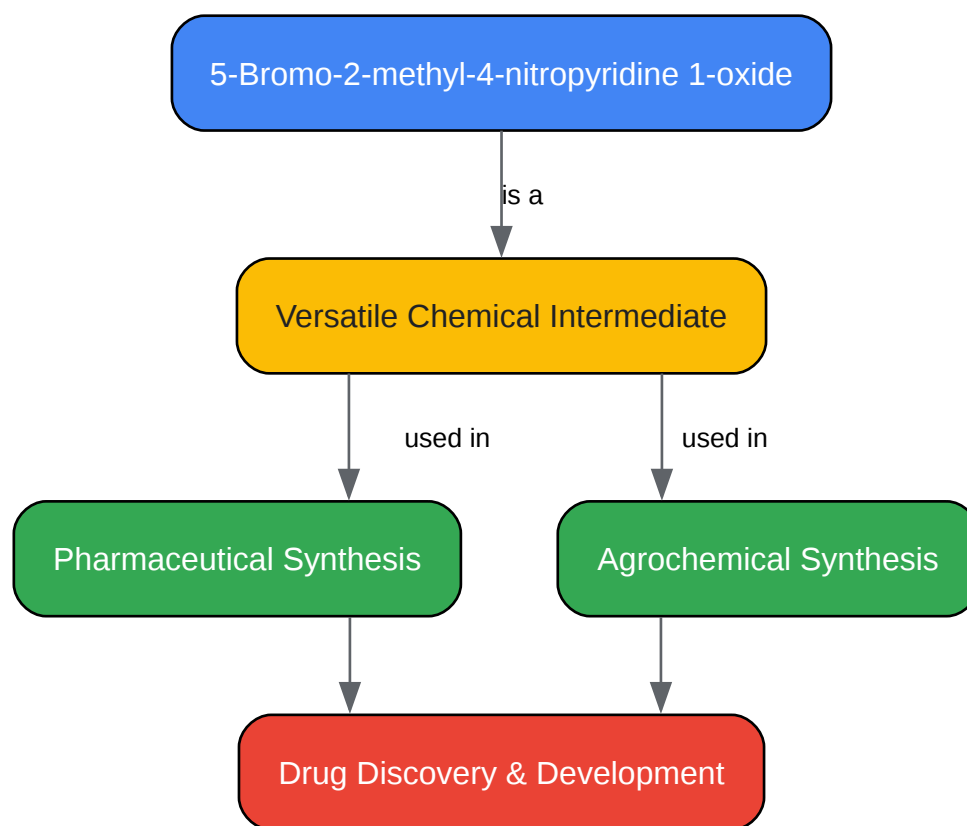 5-Bromo-2-methyl-4-nitropyridine 1-oxide
is a
Versatile Chemical Intermediate
used in
used in
Pharmaceutical Synthesis
Agrochemical Synthesis
Drug Discovery & Development